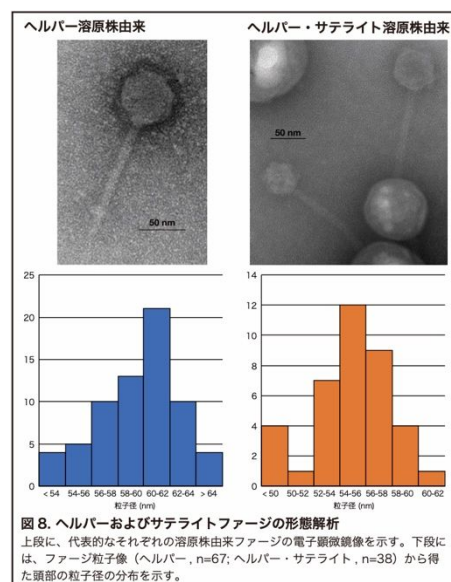 ヘルパー溶原株由来
ヘルパー・サテライト溶原株由来
50 nm
50 nm
25
20
15
10
5
0
< 54 54-56 56-58 58-60 60-62 62-64 > 64
粒子径 (nm)
14
12
10
8
6
4
2
0
< 50 50-52 52-54 54-56 56-58 58-60 60-62
粒子径 (nm)
図 8. ヘルパーおよびサテライトファージの形態解析
上段に、代表的なそれぞれの溶原株由来ファージの電子顕微鏡像を示す。下段に
は、ファージ粒子像（ヘルパー , n=67; ヘルパー・サテライト , n=38）から得
た頭部の粒子径の分布を示す。